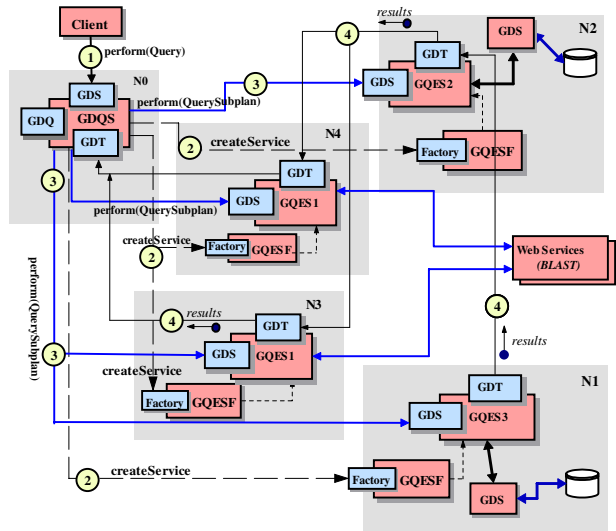 Client
1
perform(Query)
N0
GDS
GDQ
GDQS
GDT
perform(QuerySubplan)
3
results
4
N2
GDS
GDT
GDS
GQES2
Factory
GQESF
2
createService
N4
GDT
GDS
GQES1
perform(QuerySubplan)
createService
2
Factory
GQESF
3
perform(QuerySubplan)
Web Services
(BLAST)
N3
4
results
GDT
GDS
GQES1
3
createService
Factory
GQESF
4
results
N1
GDT
GDS
GQES3
createService
2
Factory
GQESF
GDS